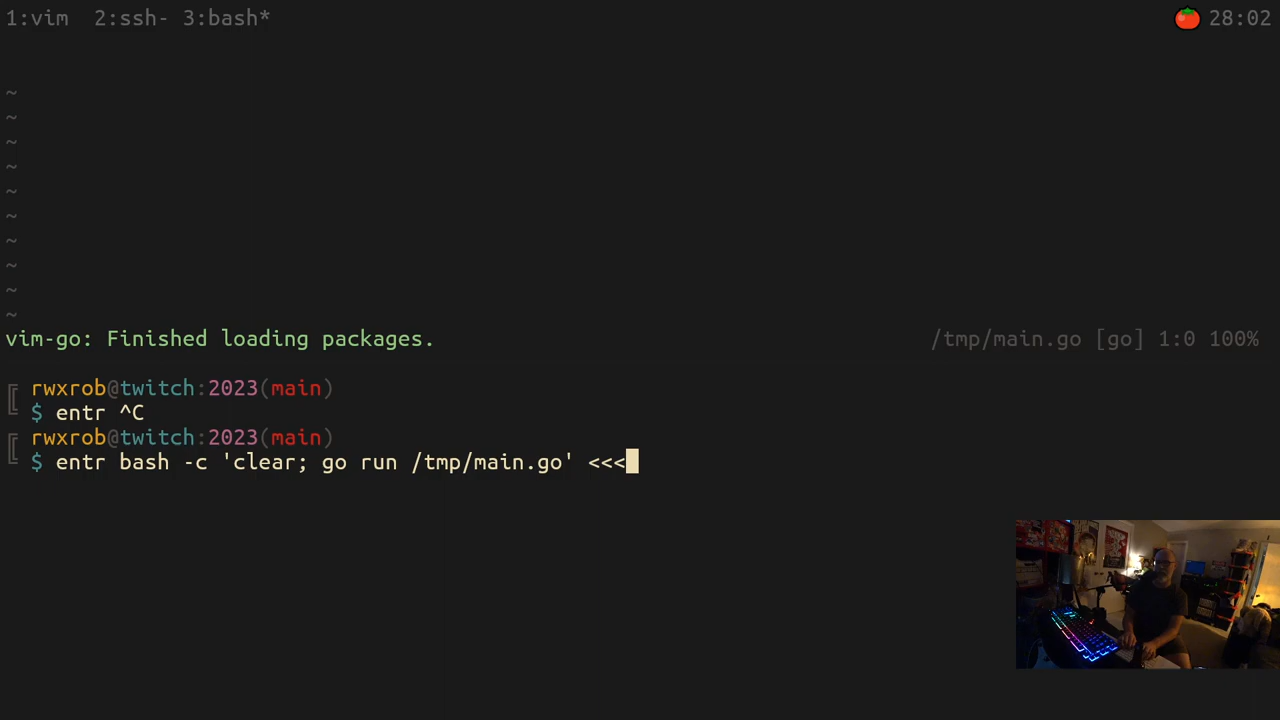 1:vim  2:ssh- 3:bash* 🍅 28:02
~
~
~
~
~
~
~
~
~
~
vim-go: Finished loading packages. /tmp/main.go [go] 1:0 100%
╔ rwxrob@twitch:2023(main)
╚ $ entr ^C
╔ rwxrob@twitch:2023(main)
╚ $ entr bash -c 'clear; go run /tmp/main.go' <<<